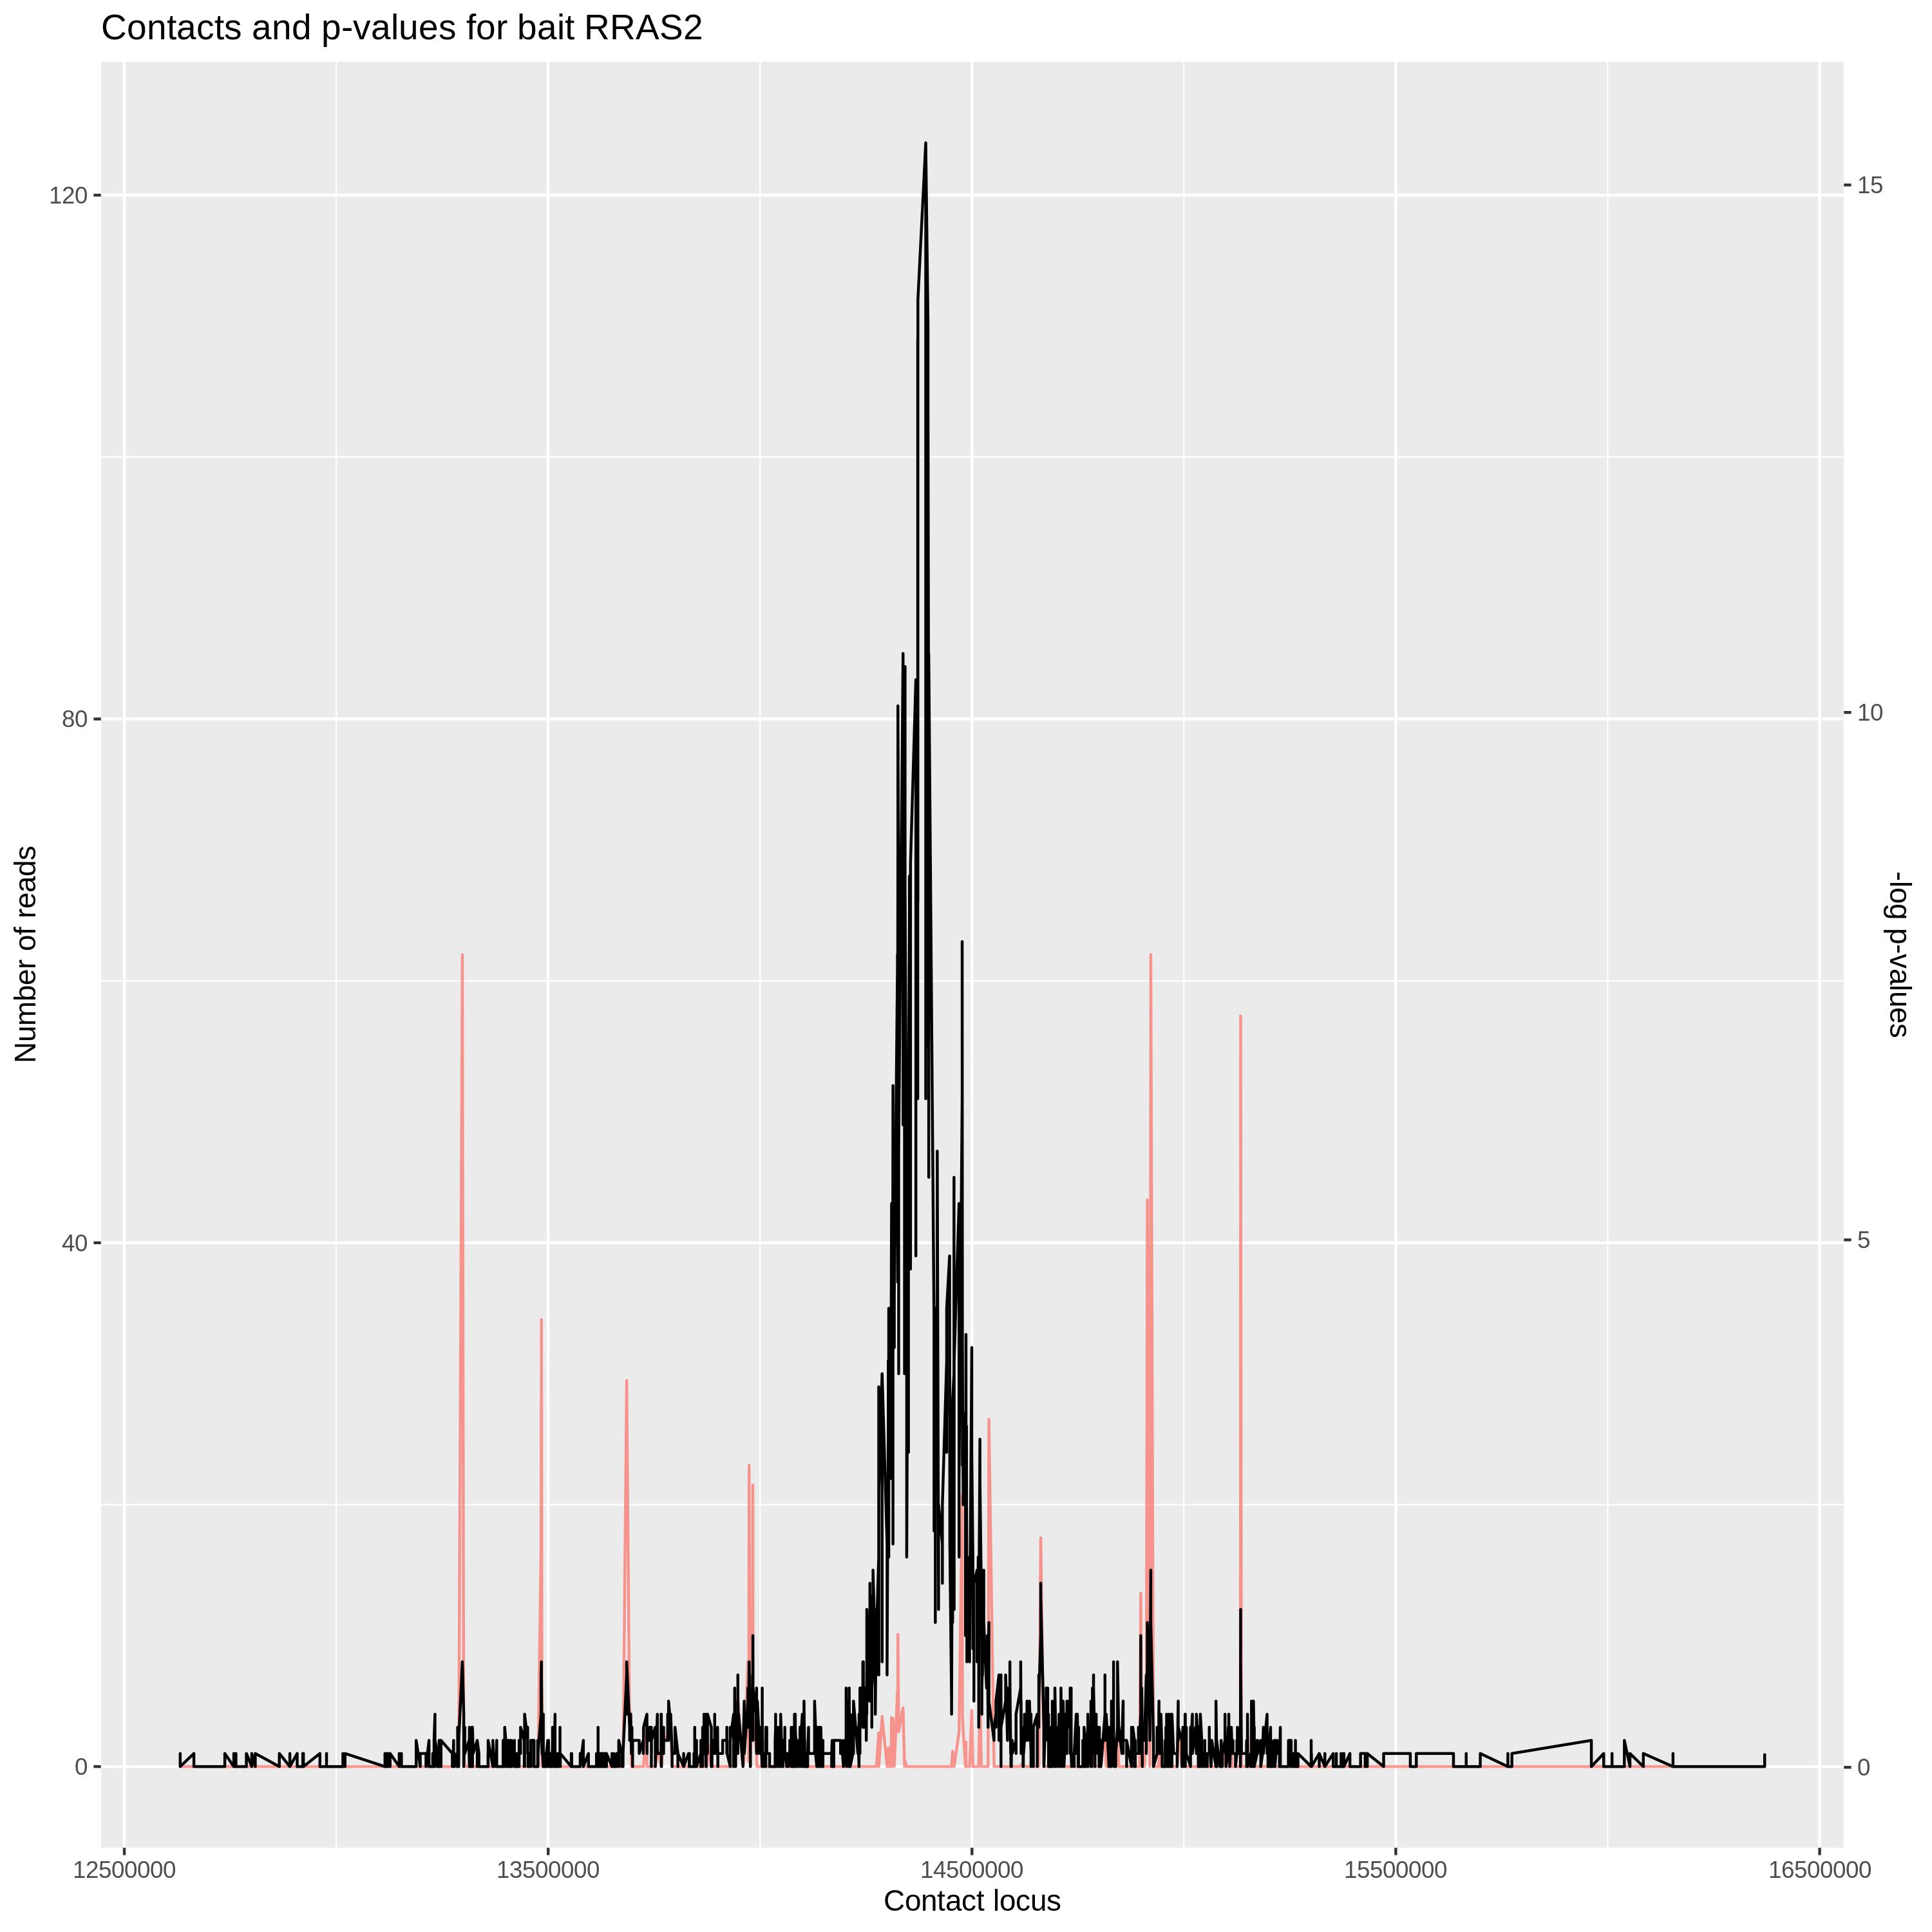 Contacts and p-values for bait RRAS2
120
80
40
0
Number of reads
15
10
5
0
-log p-values
12500000 13500000 14500000 15500000 16500000
Contact locus